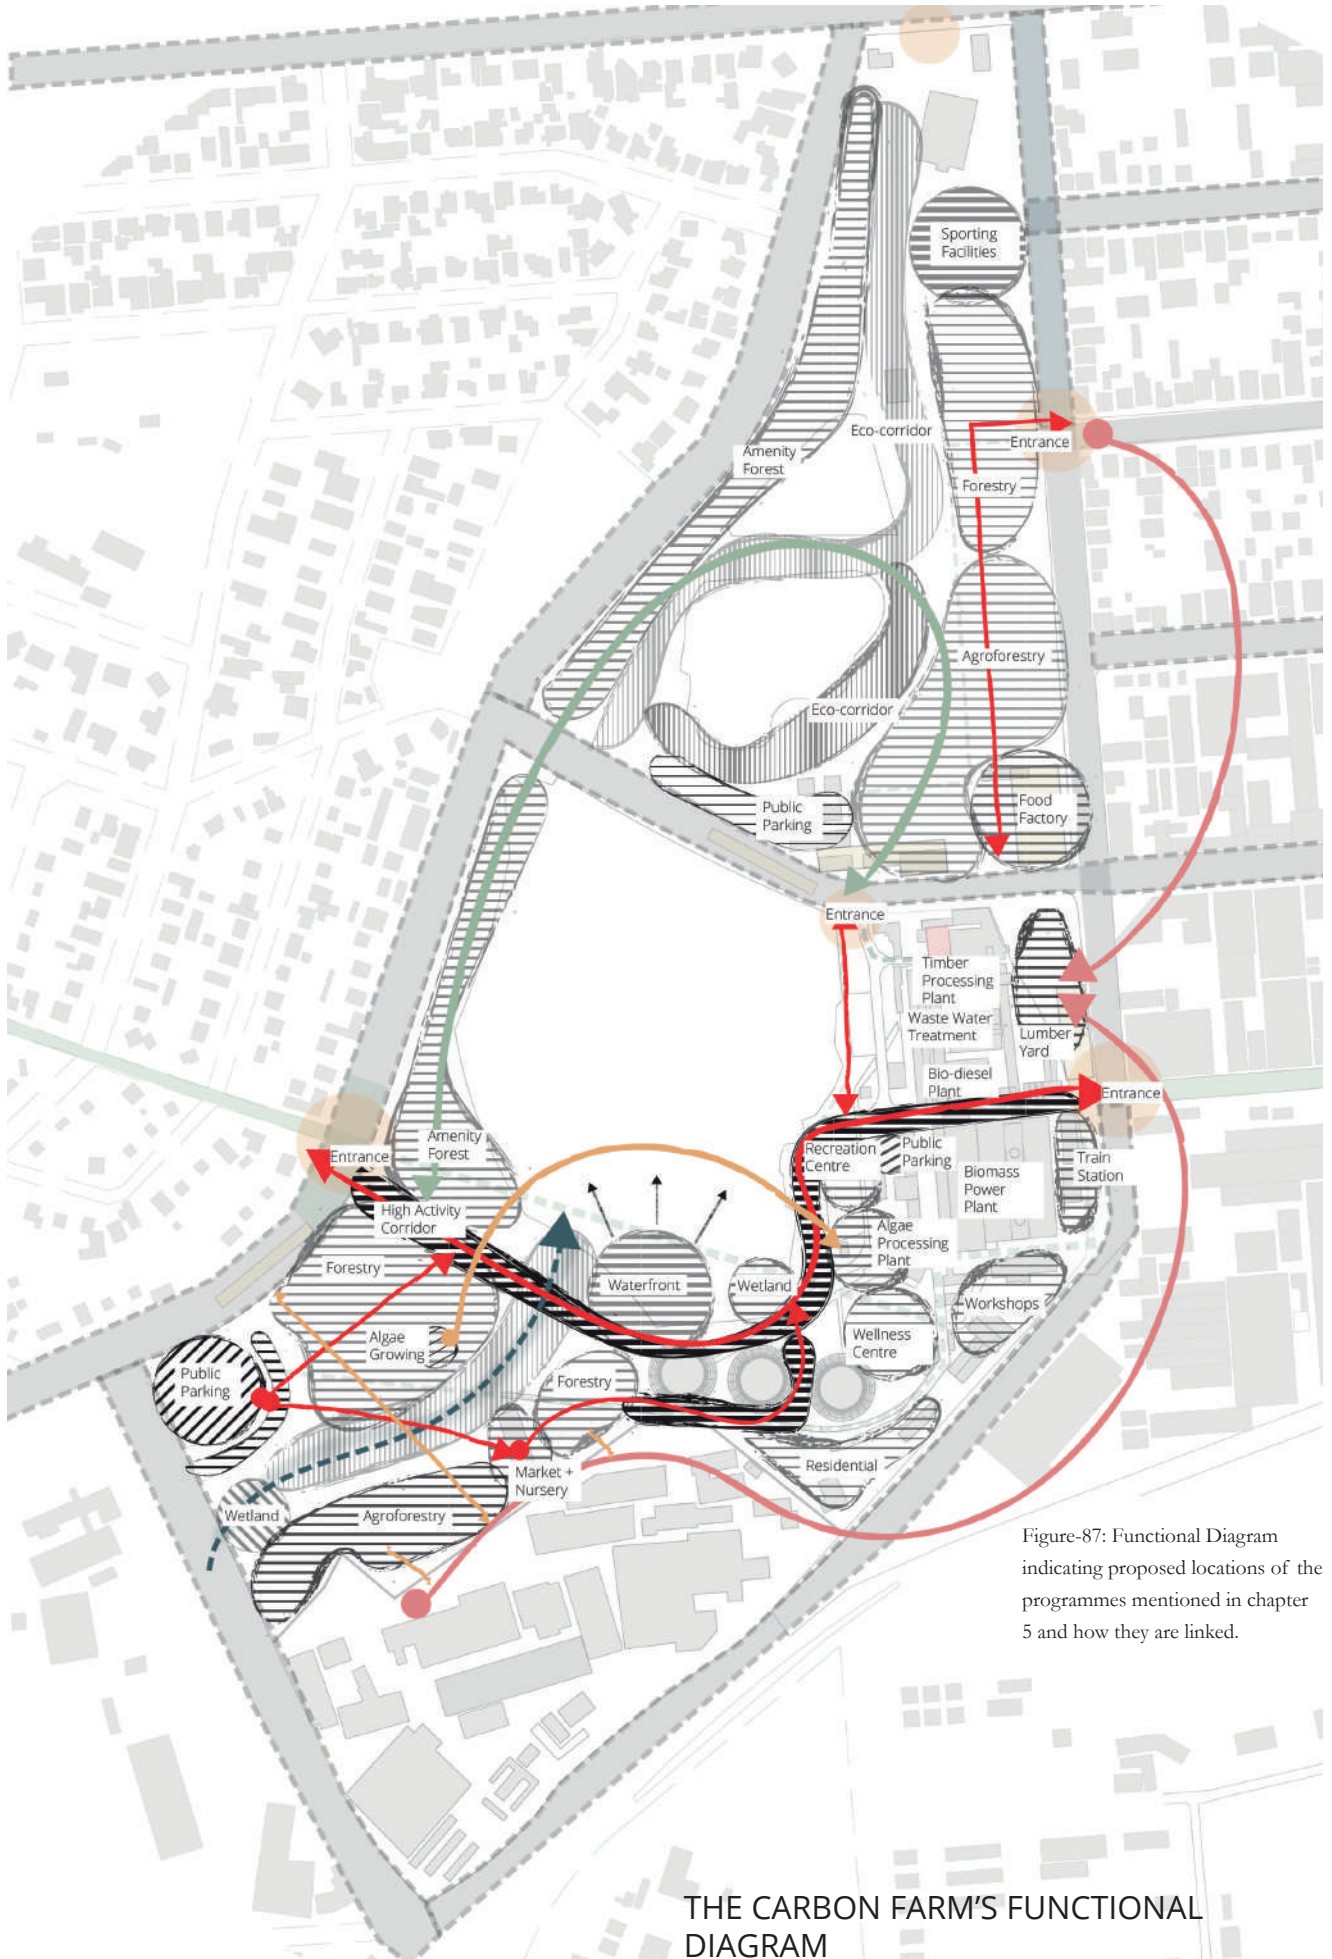 Sporting
Facilities
Eco-corridor
Entrance
Amenity
Forest
Forestry
Agroforestry
Eco-corridor
Public
Parking
Food
Factory
Entrance
Timber
Processing
Plant
Waste Water
Treatment
Lumber
Yard
Bio-diesel
Plant
Entrance
Amenity
Forest
Entrance
Recreation
Centre
Public
Parking
Biomass
Power
Plant
Train
Station
High Activity
Corridor
Algae
Processing
Plant
Forestry
Waterfront
Wetland
Workshops
Algae
Growing
Wellness
Centre
Public
Parking
Forestry
Market +
Nursery
Residential
Wetland
Agroforestry
Figure-87: Functional Diagram
indicating proposed locations of the
programmes mentioned in chapter
5 and how they are linked.
THE CARBON FARM'S FUNCTIONAL
DIAGRAM